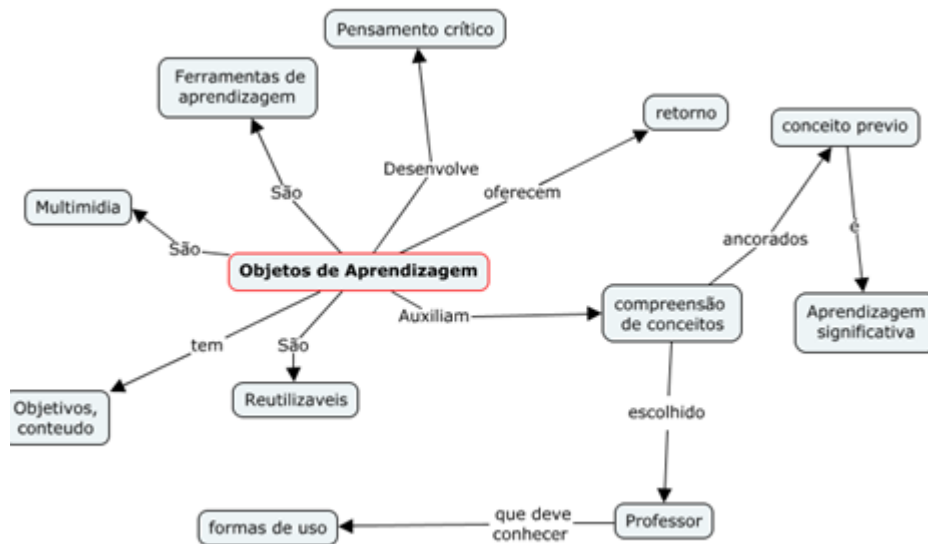 Pensamento crítico
Ferramentas de
aprendizagem
retorno
conceito previo
Desenvolve
São
oferecem
Multimidia
São
ancorados
é
Objetos de Aprendizagem
Auxiliam
compreensão
de conceitos
Aprendizagem
significativa
tem
São
Objetivos,
conteudo
Reutilizaveis
escolhido
formas de uso
que deve
conhecer
Professor